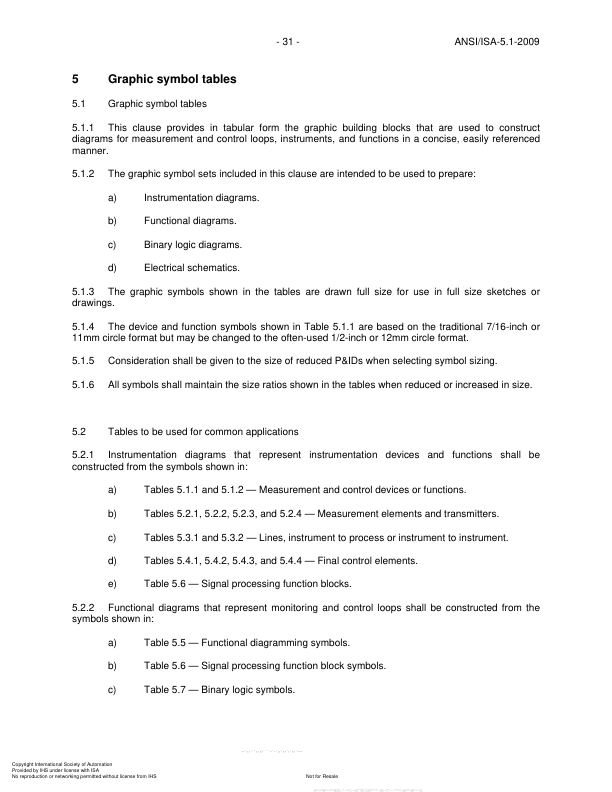 - 31 - ANSI/ISA-5.1-2009
5 Graphic symbol tables
5.1 Graphic symbol tables
5.1.1 This clause provides in tabular form the graphic building blocks that are used to construct
diagrams for measurement and control loops, instruments, and functions in a concise, easily referenced
manner.
5.1.2 The graphic symbol sets included in this clause are intended to be used to prepare:
a) Instrumentation diagrams.
b) Functional diagrams.
c) Binary logic diagrams.
d) Electrical schematics.
5.1.3 The graphic symbols shown in the tables are drawn full size for use in full size sketches or
drawings.
5.1.4 The device and function symbols shown in Table 5.1.1 are based on the traditional 7/16-inch or
11mm circle format but may be changed to the often-used 1/2-inch or 12mm circle format.
5.1.5 Consideration shall be given to the size of reduced P&IDs when selecting symbol sizing.
5.1.6 All symbols shall maintain the size ratios shown in the tables when reduced or increased in size.
5.2 Tables to be used for common applications
5.2.1 Instrumentation diagrams that represent instrumentation devices and functions shall be
constructed from the symbols shown in:
a) Tables 5.1.1 and 5.1.2 — Measurement and control devices or functions.
b) Tables 5.2.1, 5.2.2, 5.2.3, and 5.2.4 — Measurement elements and transmitters.
c) Tables 5.3.1 and 5.3.2 — Lines, instrument to process or instrument to instrument.
d) Tables 5.4.1, 5.4.2, 5.4.3, and 5.4.4 — Final control elements.
e) Table 5.6 — Signal processing function blocks.
5.2.2 Functional diagrams that represent monitoring and control loops shall be constructed from the
symbols shown in:
a) Table 5.5 — Functional diagramming symbols.
b) Table 5.6 — Signal processing function block symbols.
c) Table 5.7 — Binary logic symbols.
Copyright International Society of Automation
Provided by IHS under license with ISA
No reproduction or networking permitted without license from IHS Not for Resale